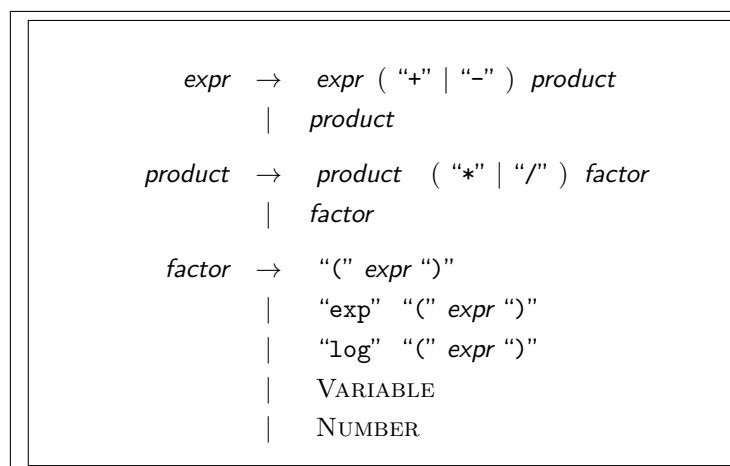 expr → expr ( “+” | “-” ) product
| product
product → product ( “*” | “/” ) factor
| factor
factor → “(” expr “)”
| “exp” “(” expr “)”
| “log” “(” expr “)”
| VARIABLE
| NUMBER